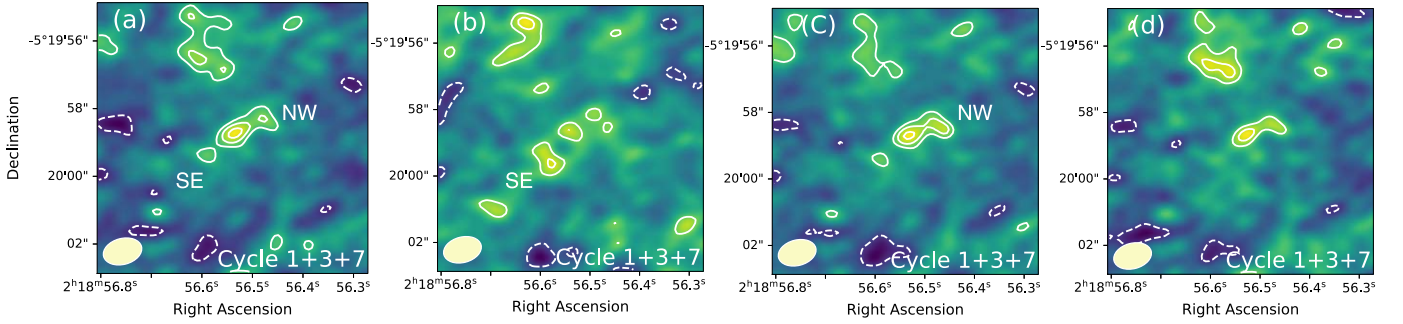 (a)
NW
SE
Cycle 1+3+7
-5°19'56"
58"
20'00"
02"
Declination
2ʰ18ᵐ56.8ˢ
56.6ˢ
56.5ˢ
56.4ˢ
56.3ˢ
Right Ascension
(b)
SE
Cycle 1+3+7
-5°19'56"
58"
20'00"
02"
2ʰ18ᵐ56.8ˢ
56.6ˢ
56.5ˢ
56.4ˢ
56.3ˢ
Right Ascension
(C)
NW
Cycle 1+3+7
-5°19'56"
58"
20'00"
02"
2ʰ18ᵐ56.8ˢ
56.6ˢ
56.5ˢ
56.4ˢ
56.3ˢ
Right Ascension
(d)
Cycle 1+3+7
-5°19'56"
58"
20'00"
02"
2ʰ18ᵐ56.8ˢ
56.6ˢ
56.5ˢ
56.4ˢ
56.3ˢ
Right Ascension